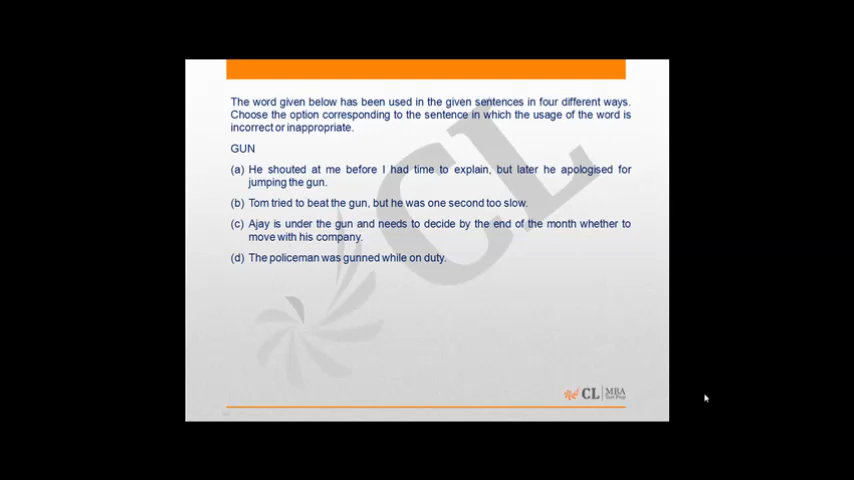 The word given below has been used in the given sentences in four different ways.
Choose the option corresponding to the sentence in which the usage of the word is
incorrect or inappropriate.
GUN
(a) He shouted at me before I had time to explain, but later he apologised for
jumping the gun.
(b) Tom tried to beat the gun, but he was one second too slow.
(c) Ajay is under the gun and needs to decide by the end of the month whether to
move with his company.
(d) The policeman was gunned while on duty.
CL
CL MBA